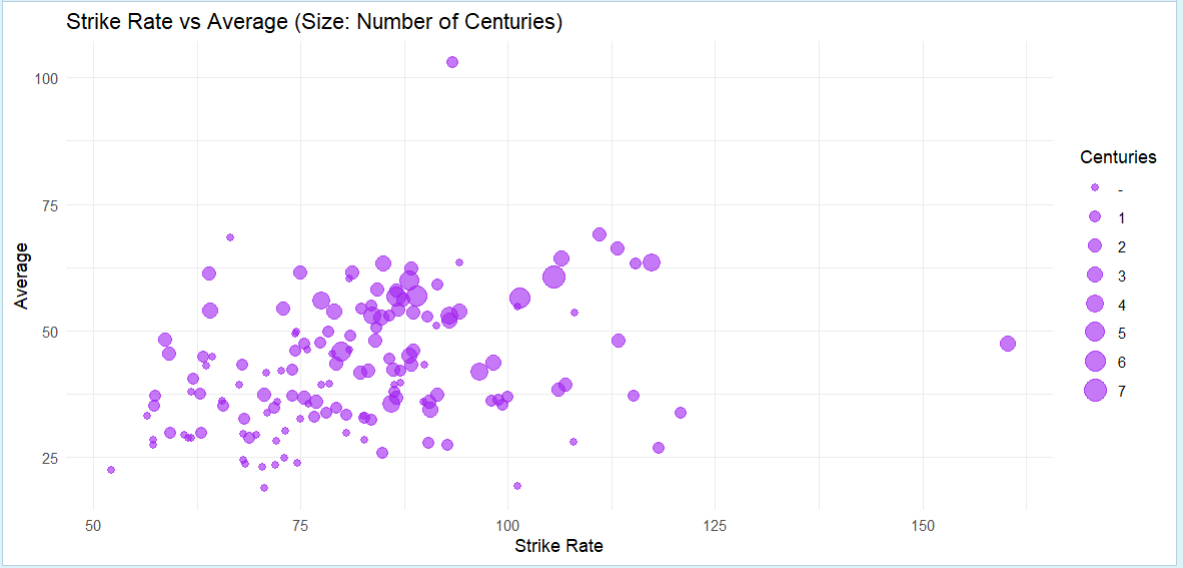 Strike Rate vs Average (Size: Number of Centuries)
100
75
50
25
Average
50 75 100 125 150
Strike Rate
Centuries
-
1
2
3
4
5
6
7